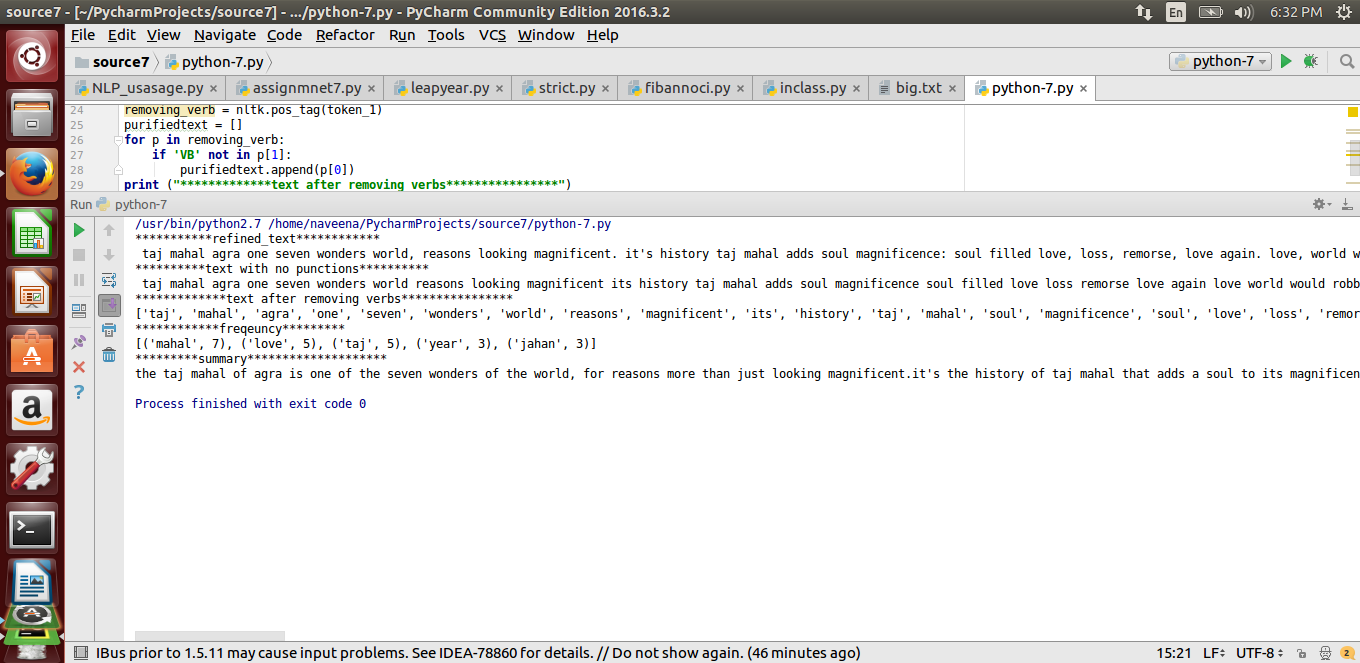 source7 - [~/PycharmProjects/source7] - .../python-7.py - PyCharm Community Edition 2016.3.2 En 6:32 PM
File Edit View Navigate Code Refactor Run Tools VCS Window Help
source7 python-7.py python-7
NLP_usasage.py assignmnet7.py leapyear.py strict.py fibannoci.py inclass.py big.txt python-7.py
24 removing_verb = nltk.pos_tag(token_1)
25 purifiedtext = []
26 for p in removing_verb:
27 if 'VB' not in p[1]:
28 purifiedtext.append(p[0])
29 print ("*************text after removing verbs****************")
Run python-7
/usr/bin/python2.7 /home/naveena/PycharmProjects/source7/python-7.py
***********refined_text************
taj mahal agra one seven wonders world, reasons looking magnificent. it's history taj mahal adds soul magnificence: soul filled love, loss, remorse, love again. love, world w
**********text with no punctions**********
taj mahal agra one seven wonders world reasons looking magnificent its history taj mahal adds soul magnificence soul filled love loss remorse love again love world would robb
*************text after removing verbs****************
['taj', 'mahal', 'agra', 'one', 'seven', 'wonders', 'world', 'reasons', 'magnificent', 'its', 'history', 'taj', 'mahal', 'soul', 'magnificence', 'soul', 'love', 'loss', 'remor
************freqeuncy*********
[('mahal', 7), ('love', 5), ('taj', 5), ('year', 3), ('jahan', 3)]
*********summary********************
the taj mahal of agra is one of the seven wonders of the world, for reasons more than just looking magnificent.it's the history of taj mahal that adds a soul to its magnificen
Process finished with exit code 0
IBus prior to 1.5.11 may cause input problems. See IDEA-78860 for details. // Do not show again. (46 minutes ago) 15:21 LF UTF-8 2